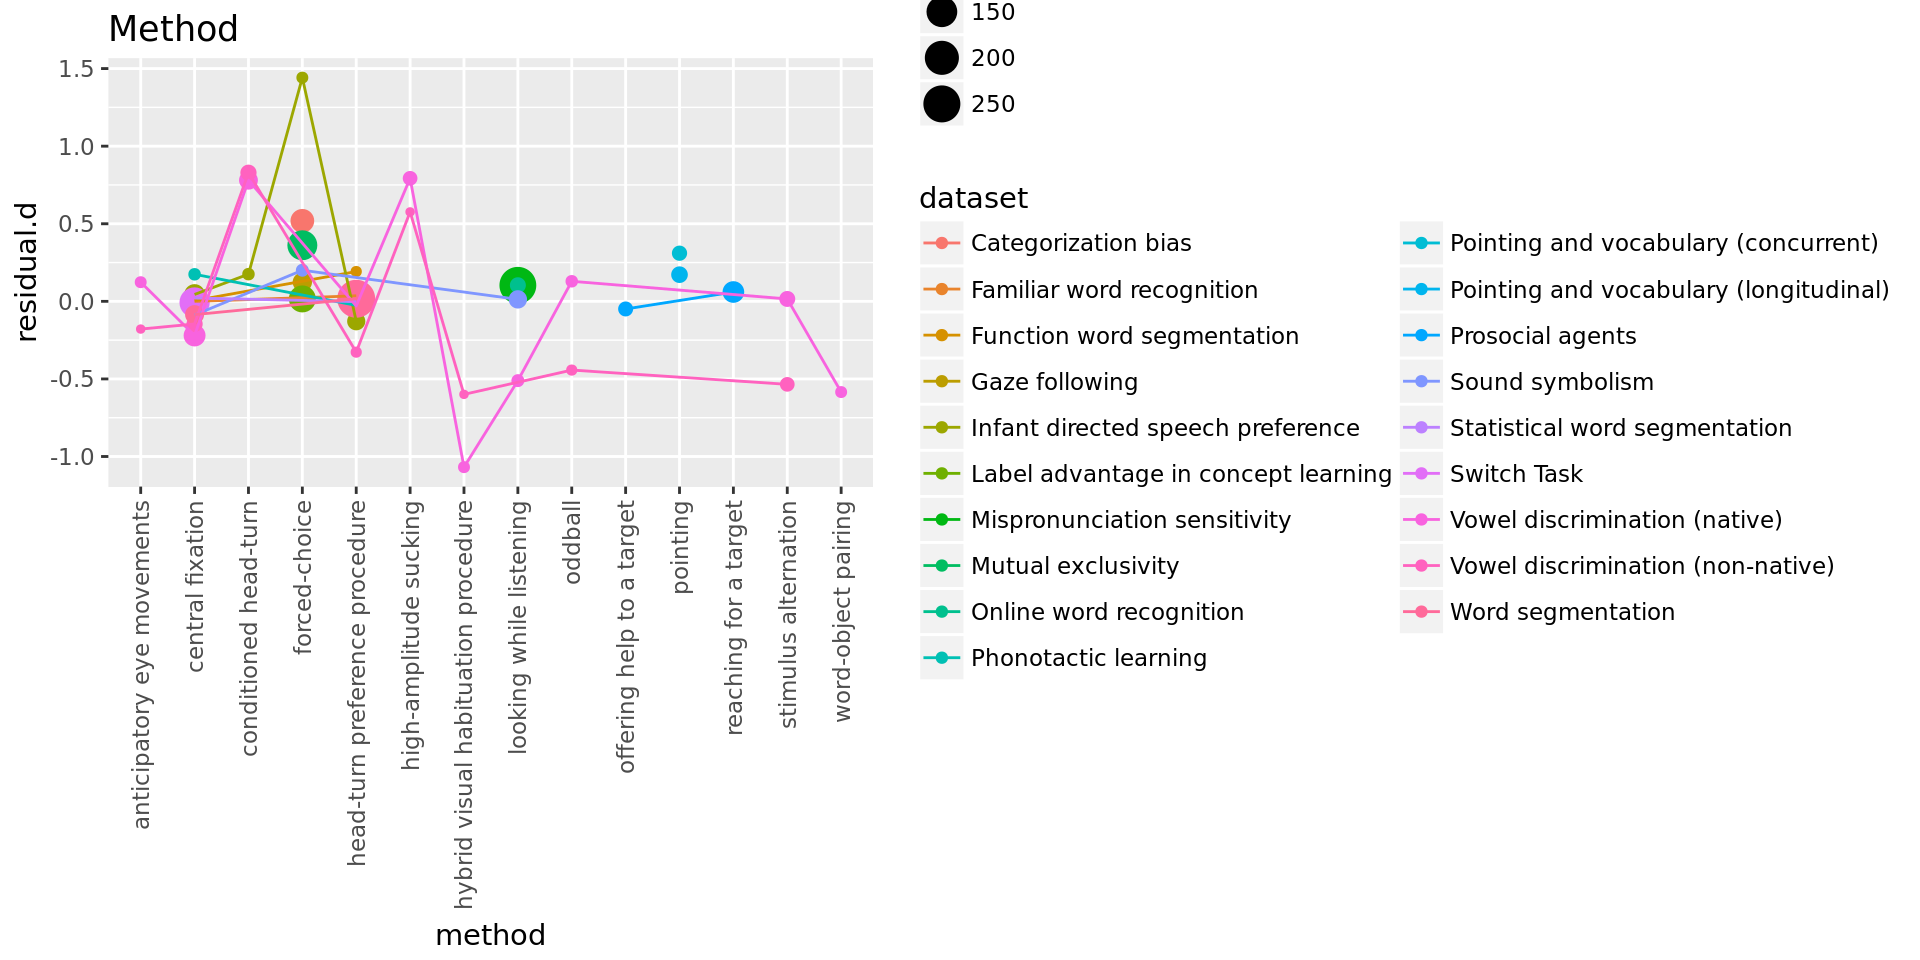 Method
1.5
1.0
0.5
0.0
-0.5
-1.0
residual.d
anticipatory eye movements
central fixation
conditioned head-turn
forced-choice
head-turn preference procedure
high-amplitude sucking
hybrid visual habituation procedure
looking while listening
oddball
offering help to a target
pointing
reaching for a target
stimulus alternation
word-object pairing
method
150
200
250
dataset
Categorization bias
Familiar word recognition
Function word segmentation
Gaze following
Infant directed speech preference
Label advantage in concept learning
Mispronunciation sensitivity
Mutual exclusivity
Online word recognition
Phonotactic learning
Pointing and vocabulary (concurrent)
Pointing and vocabulary (longitudinal)
Prosocial agents
Sound symbolism
Statistical word segmentation
Switch Task
Vowel discrimination (native)
Vowel discrimination (non-native)
Word segmentation